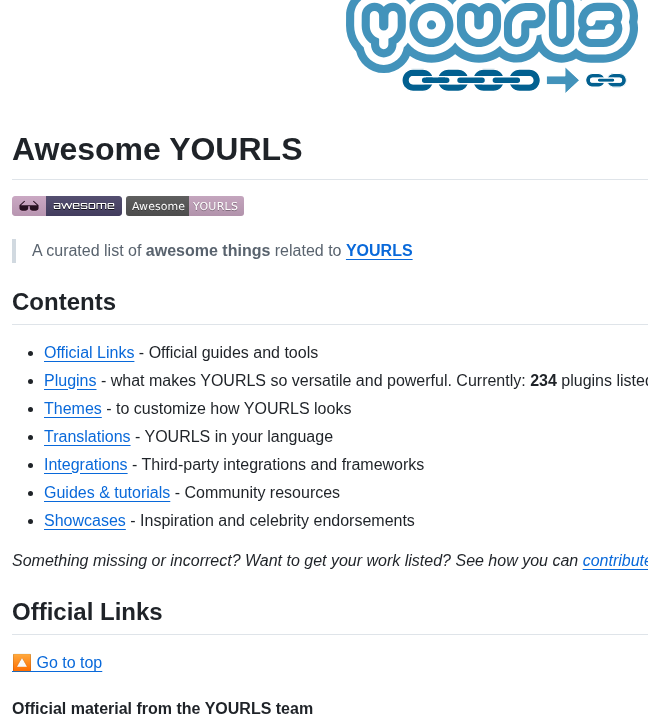 yourls
Awesome YOURLS
awesome Awesome YOURLS
A curated list of awesome things related to YOURLS
Contents
Official Links - Official guides and tools
Plugins - what makes YOURLS so versatile and powerful. Currently: 234 plugins listed
Themes - to customize how YOURLS looks
Translations - YOURLS in your language
Integrations - Third-party integrations and frameworks
Guides & tutorials - Community resources
Showcases - Inspiration and celebrity endorsements
Something missing or incorrect? Want to get your work listed? See how you can contribute
Official Links
Go to top
Official material from the YOURLS team